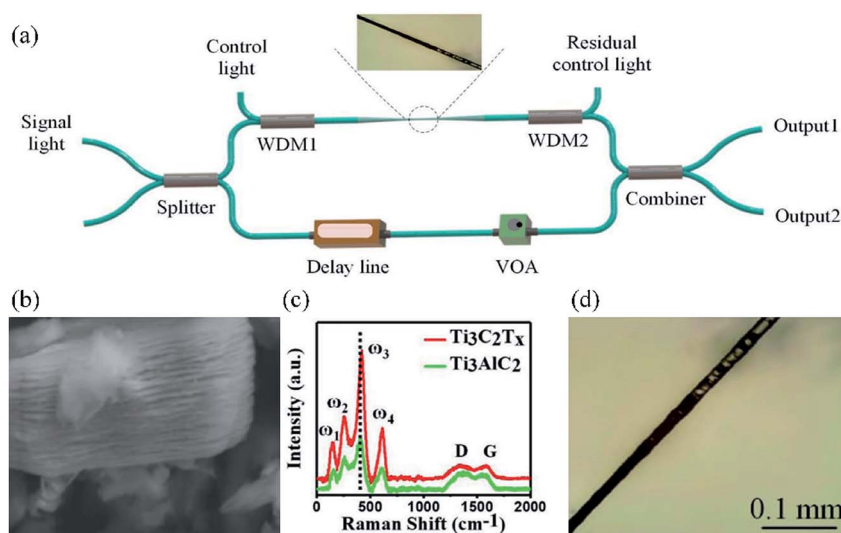 (a)
Control
light
Residual
control light
Signal
light
WDM1
WDM2
Output1
Splitter
Combiner
Output2
Delay line
VOA
(b)
(c)
(d)
Ti3C2Tx
Ti3AlC2
ω1
ω2
ω3
ω4
D
G
Intensity (a.u.)
0
500
1000
1500
2000
Raman Shift (cm-1)
0.1 mm